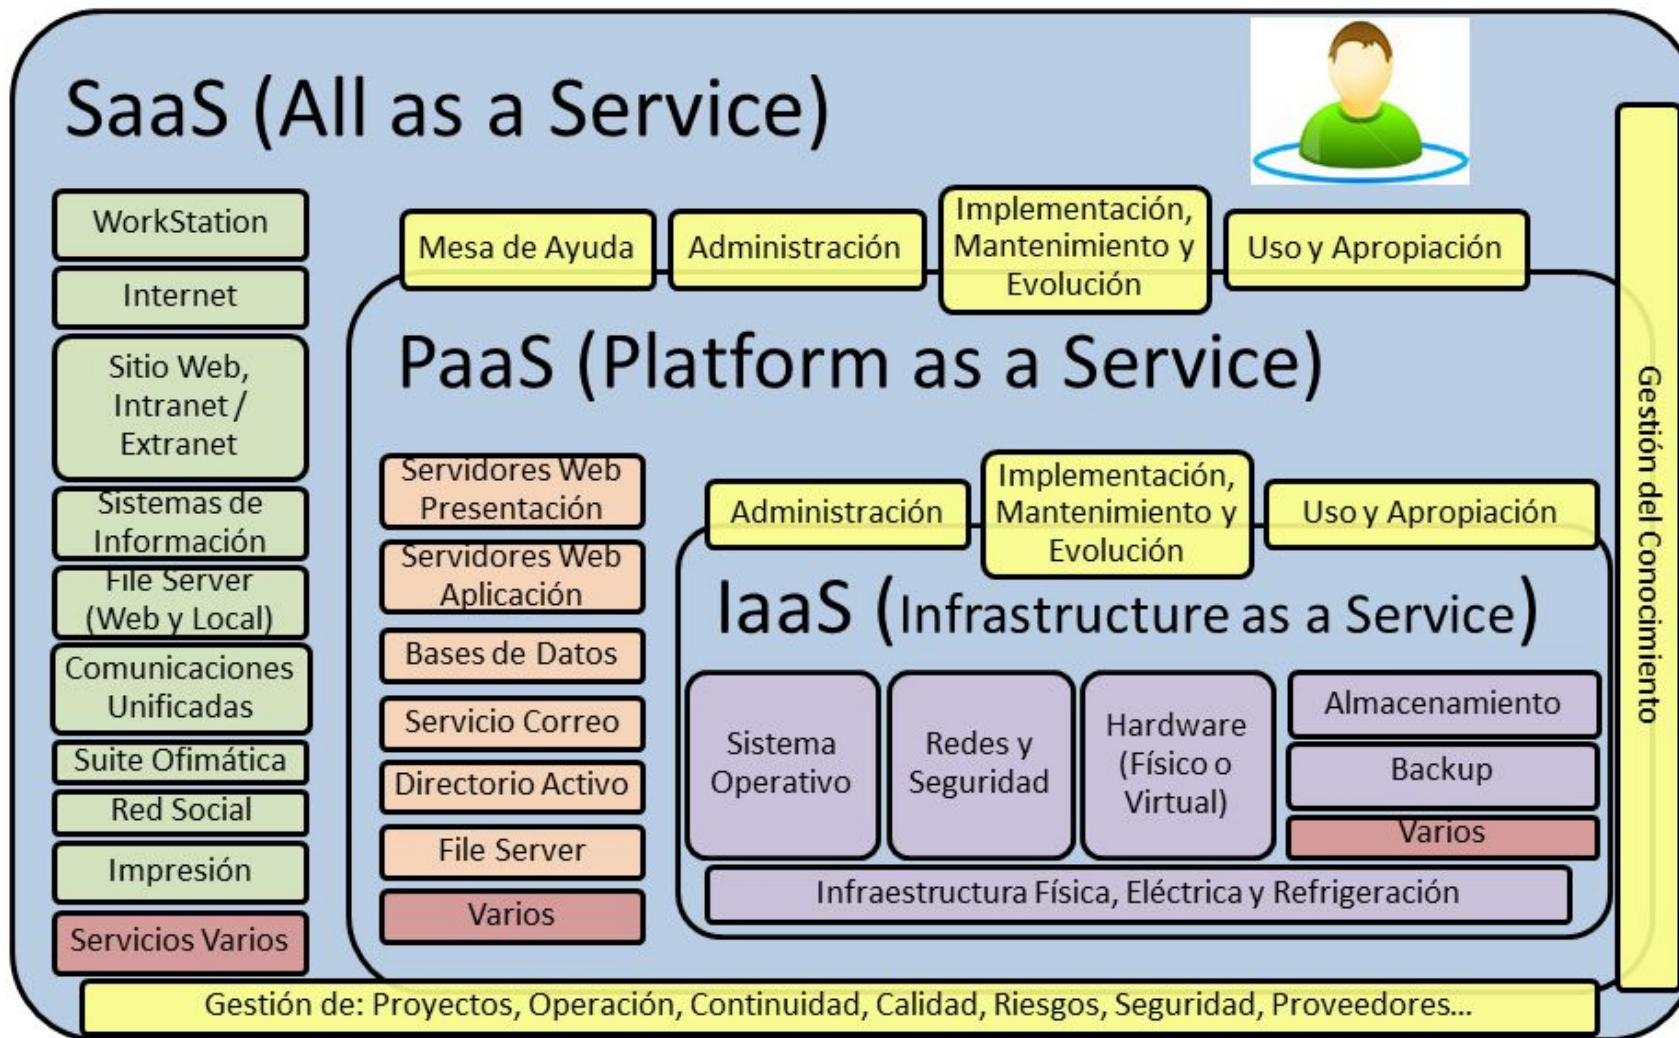 SaaS (All as a Service)
WorkStation
Internet
Sitio Web,
Intranet /
Extranet
Sistemas de
Información
File Server
(Web y Local)
Comunicaciones
Unificadas
Suite Ofimática
Red Social
Impresión
Servicios Varios
Mesa de Ayuda
Administración
Implementación,
Mantenimiento y
Evolución
Uso y Apropiación
PaaS (Platform as a Service)
Servidores Web
Presentación
Servidores Web
Aplicación
Bases de Datos
Servicio Correo
Directorio Activo
File Server
Varios
Administración
Implementación,
Mantenimiento y
Evolución
Uso y Apropiación
IaaS (Infrastructure as a Service)
Sistema
Operativo
Redes y
Seguridad
Hardware
(Físico o
Virtual)
Almacenamiento
Backup
Varios
Infraestructura Física, Eléctrica y Refrigeración
Gestión del Conocimiento
Gestión de: Proyectos, Operación, Continuidad, Calidad, Riesgos, Seguridad, Proveedores...